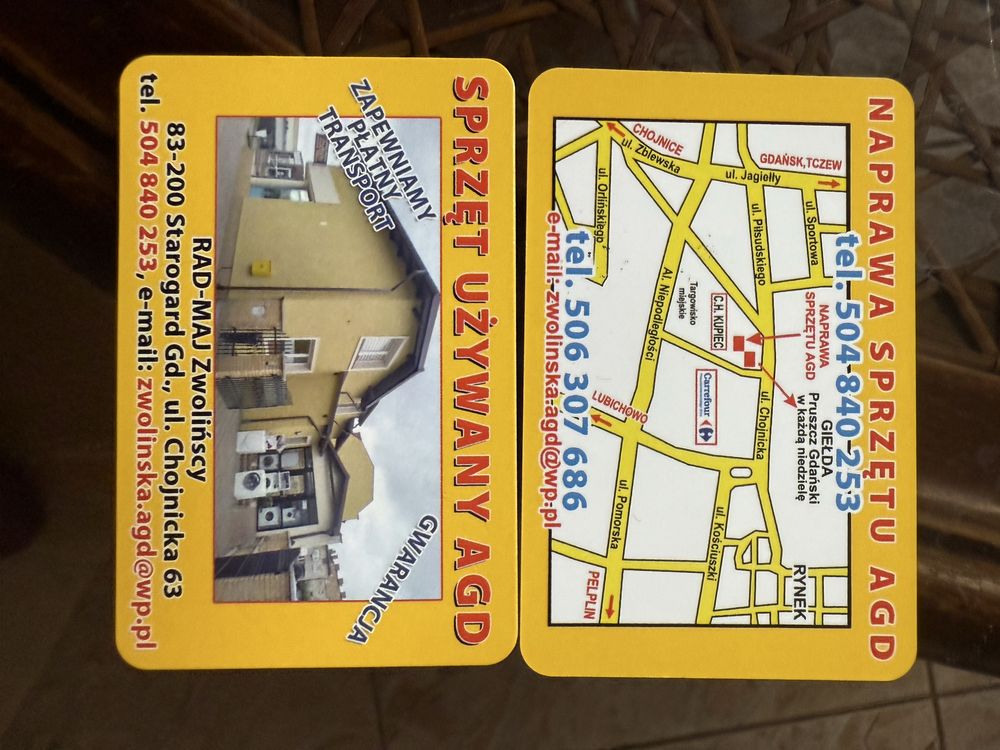 SPRZĘT UŻYWANY AGD
ZAPEWNIAMY
PŁATNY
TRANSPORT
GWARANCJA
RAD-MAJ Zwolińscy
83-200 Starogard Gd., ul. Chojnicka 63
tel. 504 840 253, e-mail: zwolinska.agd@wp.pl
NAPRAWA SPRZĘTU AGD
tel. 504-840-253
GDAŃSK,TCZEW
ul. Sportowa
NAPRAWA
SPRZĘTU AGD
GIEŁDA
Pruszcz Gdański
w każdą niedzielę
RYNEK
CHOJNICE
ul. Zblewska
ul. Jagiełły
ul. Piłsudskiego
ul. Chojnicka
C.H. KUPIEC
Targowisko
miejskie
Carrefour
ul. Kościuszki
Al. Niepodległości
LUBICHOWO
ul. Pomorska
ul. Orlińskiego
PELPLIN
tel. 506 307 686
e-mail: zwolinska.agd@wp.pl